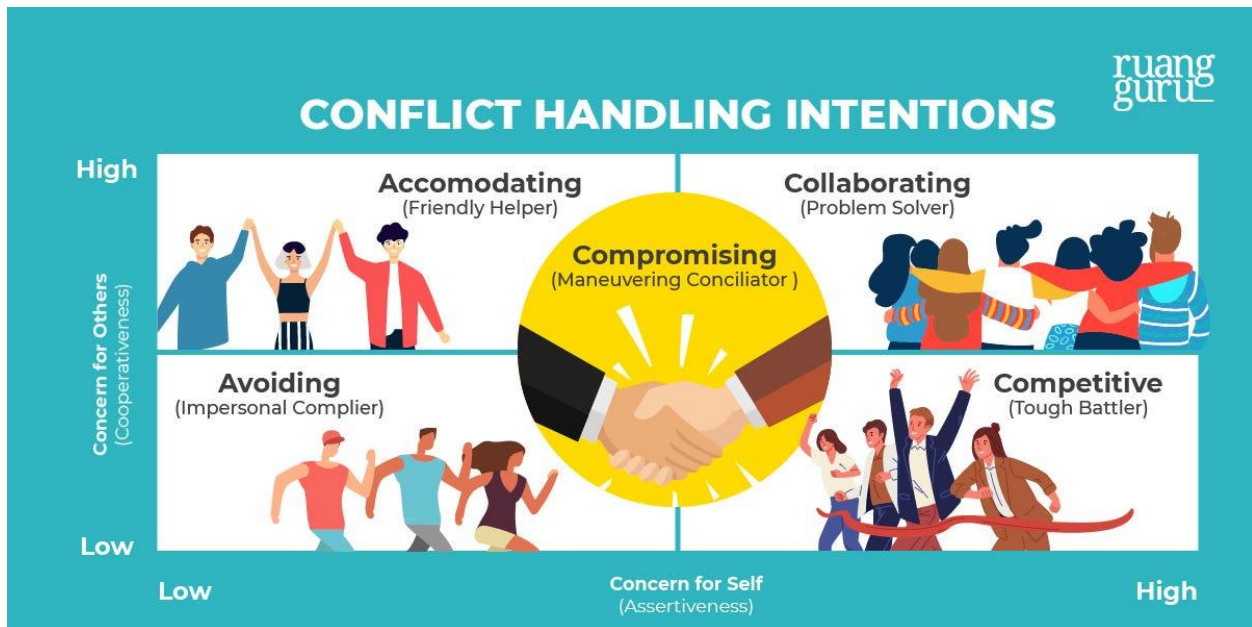 ruang
guru
CONFLICT HANDLING INTENTIONS
High
Accomodating
(Friendly Helper)
Collaborating
(Problem Solver)
Compromising
(Maneuvering Conciliator )
Concern for Others
(Cooperativeness)
Avoiding
(Impersonal Complier)
Competitive
(Tough Battler)
Low
Low
Concern for Self
(Assertiveness)
High